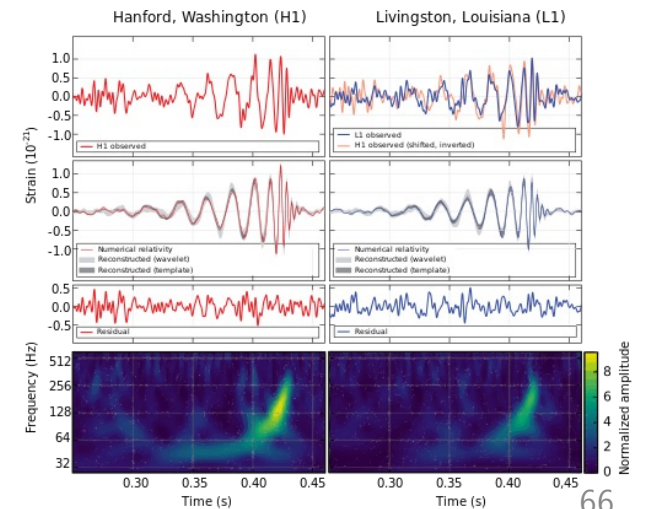 Hanford, Washington (H1)
Livingston, Louisiana (L1)
Strain (10⁻²¹)
1.0
0.5
0.0
-0.5
-1.0
H1 observed
L1 observed
H1 observed (shifted, inverted)
1.0
0.5
0.0
-0.5
-1.0
Numerical relativity
Reconstructed (wavelet)
Reconstructed (template)
Numerical relativity
Reconstructed (wavelet)
Reconstructed (template)
0.5
0.0
-0.5
Residual
Residual
Frequency (Hz)
512
256
128
64
32
Normalized amplitude
8
6
4
2
0
0.30 0.35 0.40 0.45
0.30 0.35 0.40 0.45
Time (s)
Time (s)
66